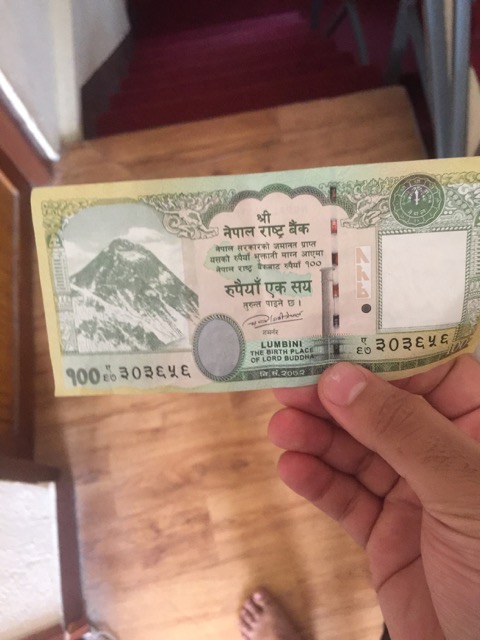 श्री
नेपाल राष्ट्र बैंक
नेपाल सरकारको जमानत प्राप्त
यसको रुपैयाँ भुक्तानी माग्न आएमा
नेपाल राष्ट्र बैंकबाट रुपैयाँ १००
रुपैयाँ एक सय
तुरुन्त पाइने छ ।
गभर्नर
LUMBINI
THE BIRTH PLACE
OF LORD BUDDHA
वि.सं. २०७२
१०० ३०३६५६
३०३६५६